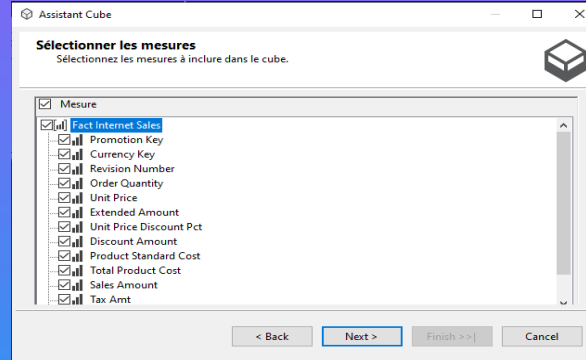 Assistant Cube
Sélectionner les mesures
Sélectionnez les mesures à inclure dans le cube.
Mesure
Fact Internet Sales
Promotion Key
Currency Key
Revision Number
Order Quantity
Unit Price
Extended Amount
Unit Price Discount Pct
Discount Amount
Product Standard Cost
Total Product Cost
Sales Amount
Tax Amt
< Back
Next >
Finish >>|
Cancel